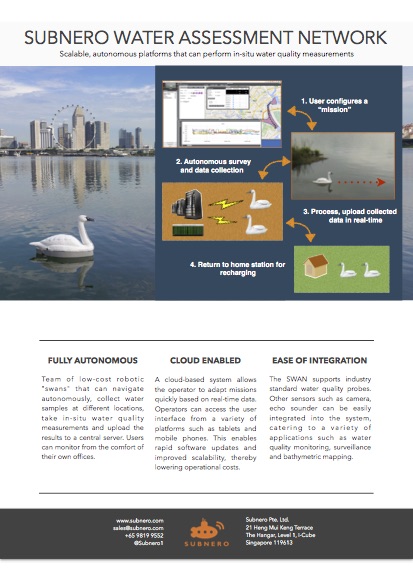 SUBNERO WATER ASSESSMENT NETWORK
Scalable, autonomous platforms that can perform in-situ water quality measurements
1. User configures a
"mission"
2. Autonomous survey
and data collection
3. Process, upload collected
data in real-time
4. Return to home station for
recharging
FULLY AUTONOMOUS
Team of low-cost robotic
"swans" that can navigate
autonomously, collect water
samples at different locations,
take in-situ water quality
measurements and upload the
results to a central server. Users
can monitor from the comfort of
their own offices.
CLOUD ENABLED
A cloud-based system allows
the operator to adapt missions
quickly based on real-time data.
Operators can access the user
interface from a variety of
platforms such as tablets and
mobile phones. This enables
rapid software updates and
improved scalability, thereby
lowering operational costs.
EASE OF INTEGRATION
The SWAN supports industry
standard water quality probes.
Other sensors such as camera,
echo sounder can be easily
integrated into the system,
catering to a variety of
applications such as water
quality monitoring, surveillance
and bathymetric mapping.
www.subnero.com
sales@subnero.com
+65 9819 9552
@Subnero1
SUBNERO
Subnero Pte. Ltd.
21 Heng Mui Keng Terrace
The Hangar, Level 1, I-Cube
Singapore 119613